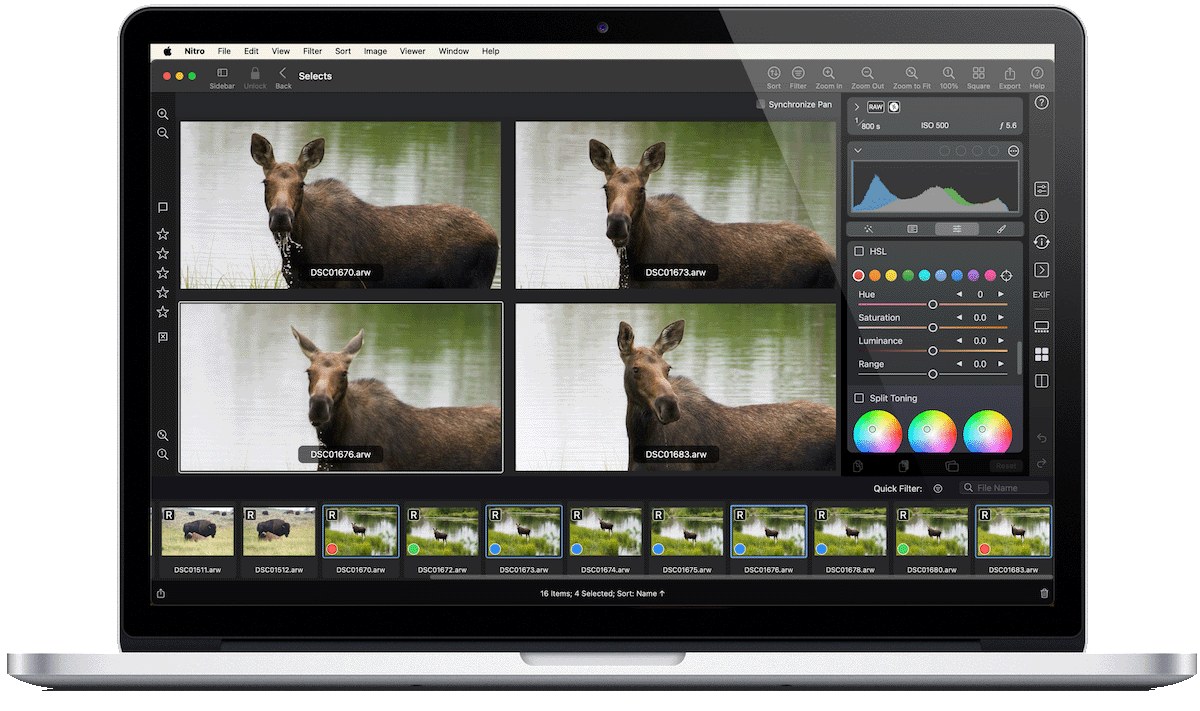 Nitro File Edit View Filter Sort Image Viewer Window Help
Selects
Sidebar Unlock Back
Sort Filter Zoom In Zoom Out Zoom to Fit 100% Square Export Help
Synchronize Pan
RAW
1/800 s ISO 500 ƒ 5.6
DSC01670.arw
DSC01673.arw
DSC01676.arw
DSC01683.arw
HSL
Hue 0
Saturation 0.0
Luminance 0.0
Range 0.0
EXIF
Split Toning
Reset
Quick Filter: File Name
R R R R R R R R R R R
DSC01511.arw DSC01512.arw DSC01670.arw DSC01672.arw DSC01673.arw DSC01674.arw DSC01675.arw DSC01676.arw DSC01678.arw DSC01680.arw DSC01683.arw
16 Items; 4 Selected; Sort: Name ↑